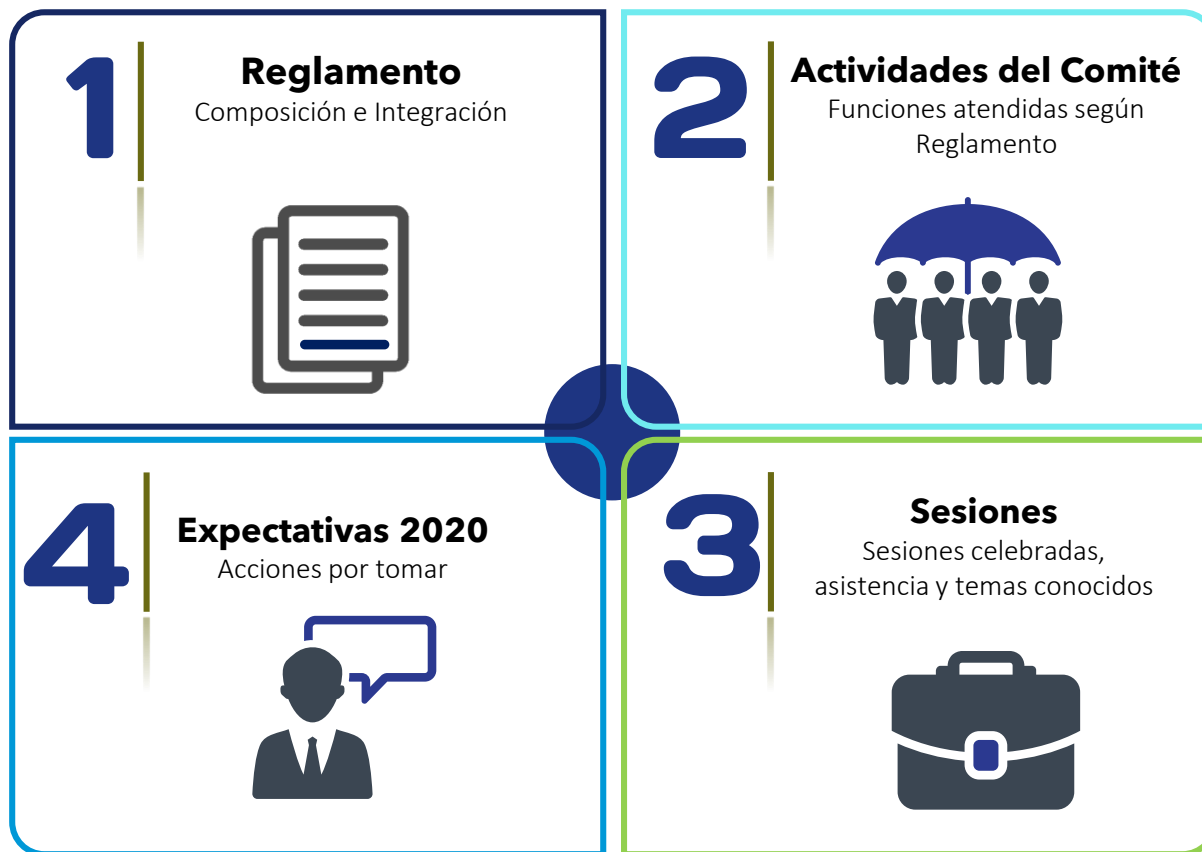 1
Reglamento
Composición e Integración
2
Actividades del Comité
Funciones atendidas según
Reglamento
3
Sesiones
Sesiones celebradas,
asistencia y temas conocidos
4
Expectativas 2020
Acciones por tomar